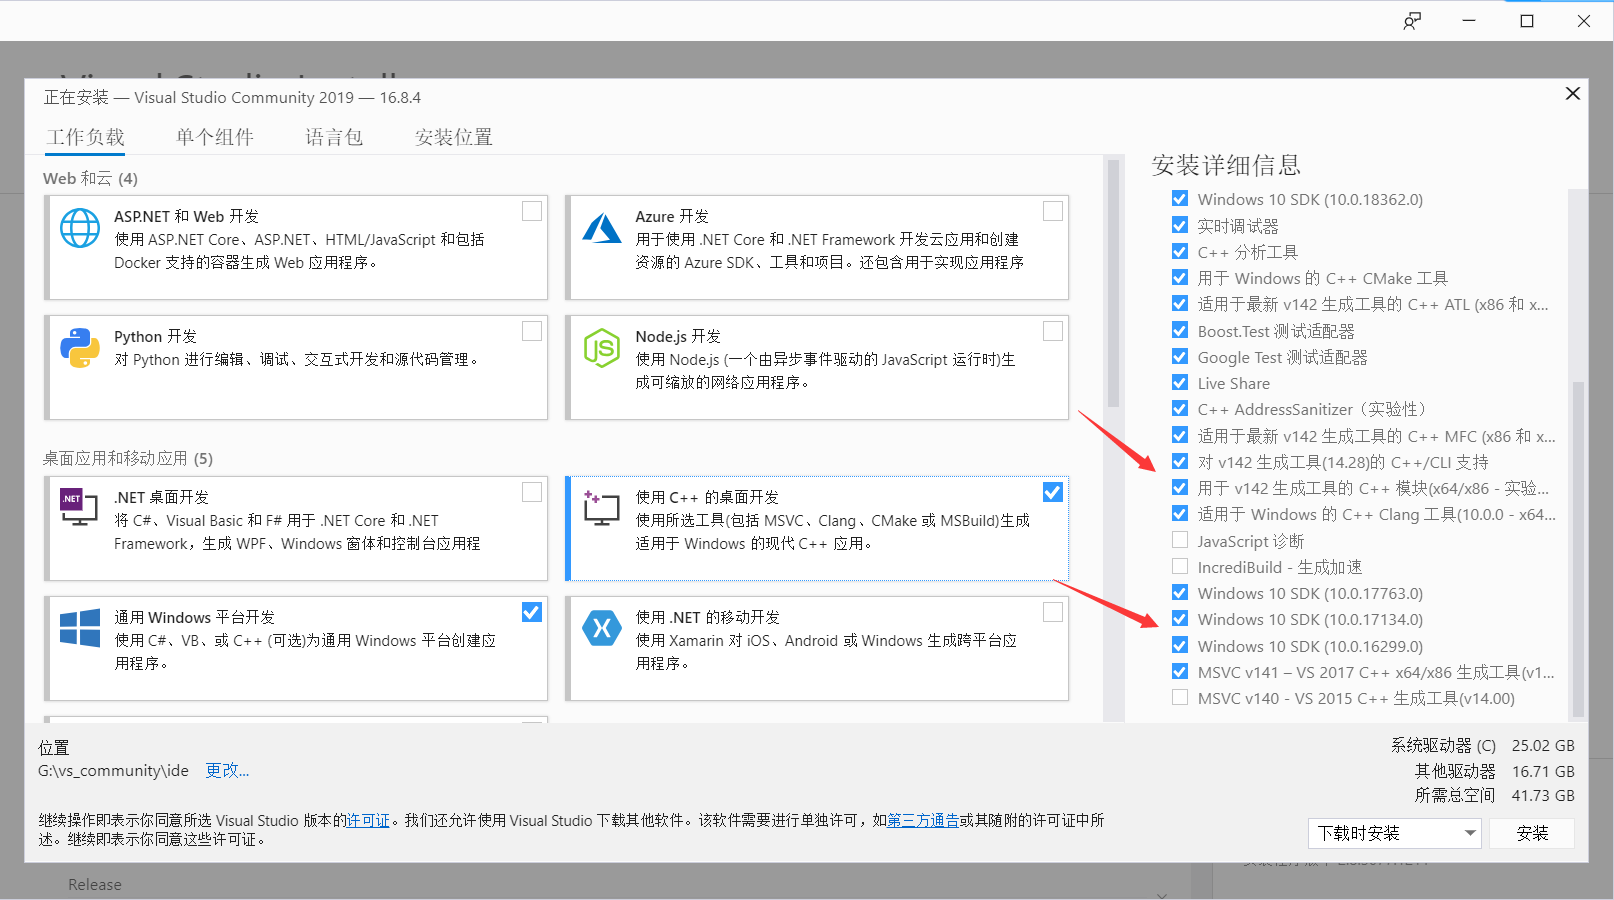 正在安装 — Visual Studio Community 2019 — 16.8.4
工作负载
单个组件
语言包
安装位置
Web 和云 (4)
ASP.NET 和 Web 开发
使用 ASP.NET Core、ASP.NET、HTML/JavaScript 和包括
Docker 支持的容器生成 Web 应用程序。
Azure 开发
用于使用 .NET Core 和 .NET Framework 开发云应用和创建
资源的 Azure SDK、工具和项目。还包含用于实现应用程序
Python 开发
对 Python 进行编辑、调试、交互式开发和源代码管理。
Node.js 开发
使用 Node.js (一个由异步事件驱动的 JavaScript 运行时)生
成可缩放的网络应用程序。
桌面应用和移动应用 (5)
.NET
.NET 桌面开发
将 C#、Visual Basic 和 F# 用于 .NET Core 和 .NET
Framework，生成 WPF、Windows 窗体和控制台应用程
使用 C++ 的桌面开发
使用所选工具(包括 MSVC、Clang、CMake 或 MSBuild)生成
适用于 Windows 的现代 C++ 应用。
通用 Windows 平台开发
使用 C#、VB、或 C++ (可选)为通用 Windows 平台创建应
用程序。
使用 .NET 的移动开发
使用 Xamarin 对 iOS、Android 或 Windows 生成跨平台应
用程序。
安装详细信息
Windows 10 SDK (10.0.18362.0)
实时调试器
C++ 分析工具
用于 Windows 的 C++ CMake 工具
适用于最新 v142 生成工具的 C++ ATL (x86 和 x...
Boost.Test 测试适配器
Google Test 测试适配器
Live Share
C++ AddressSanitizer（实验性）
适用于最新 v142 生成工具的 C++ MFC (x86 和 x...
对 v142 生成工具(14.28)的 C++/CLI 支持
用于 v142 生成工具的 C++ 模块(x64/x86 - 实验...
适用于 Windows 的 C++ Clang 工具(10.0.0 - x64...
JavaScript 诊断
IncrediBuild - 生成加速
Windows 10 SDK (10.0.17763.0)
Windows 10 SDK (10.0.17134.0)
Windows 10 SDK (10.0.16299.0)
MSVC v141 – VS 2017 C++ x64/x86 生成工具(v1...
MSVC v140 - VS 2015 C++ 生成工具(v14.00)
位置
G:\vs_community\ide 更改...
系统驱动器 (C) 25.02 GB
其他驱动器 16.71 GB
所需总空间 41.73 GB
继续操作即表示你同意所选 Visual Studio 版本的许可证。我们还允许使用 Visual Studio 下载其他软件。该软件需要进行单独许可，如第三方通告或其随附的许可证中所
述。继续即表示你同意这些许可证。
下载时安装
安装
Release